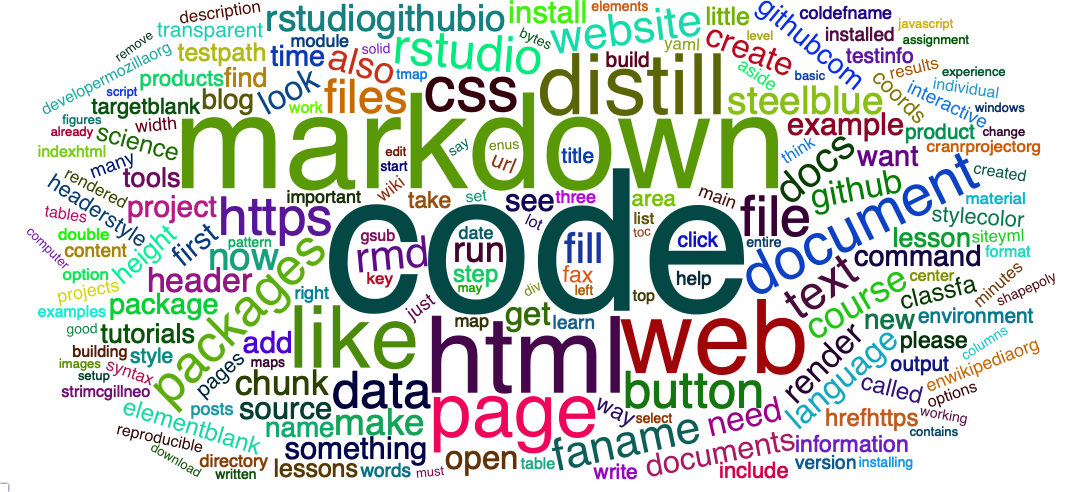 description
elements
transparent
rstudiogithubio
install
website
little
githubcom
coldefname
javascript
remove
developermozillaorg
testpath
module
time
solid
also
rstudio
bytes
build
yaml
level
create
installed
assignment
testinfo
script
products
find
look
tmap
files
css
distill
aside
basic
coords
results
experience
individual
interactive
windows
targetblank
blog
work
steelblue
figures
already
science
width
markdown
example
product
change
cranrprojectorg
indexhtml
many
tools
edit
start
say
enus
url
title
think
docs
want
created
rendered
wiki
important
take
set
see
three
area
main
github
document
material
headerstyle
tables
project
https
first
lot
list
toc
file
stylecolor
computer
double
content
height
pattern
now
gsub
rmd
date
run
fill
click
entire
lesson
siteyml
format
option
projects
header
packages
key
step
may
code
fax
left
div
help
text
command
center
minutes
examples
package
right
just
top
course
classfa
shapepoly
good
tutorials
add
like
map
get
learn
html
web
render
new
environment
building
style
images
syntax
setup
pages
maps
please
columns
language
output
enwikipediaorg
strimcgillneo
chunk
data
page
button
called
options
elementblank
posts
source
name
make
way
select
need
hrefhttps
working
reproducible
something
faname
documents
information
contains
download
directory
written
lessons
words
must
open
table
write
include
version
installing